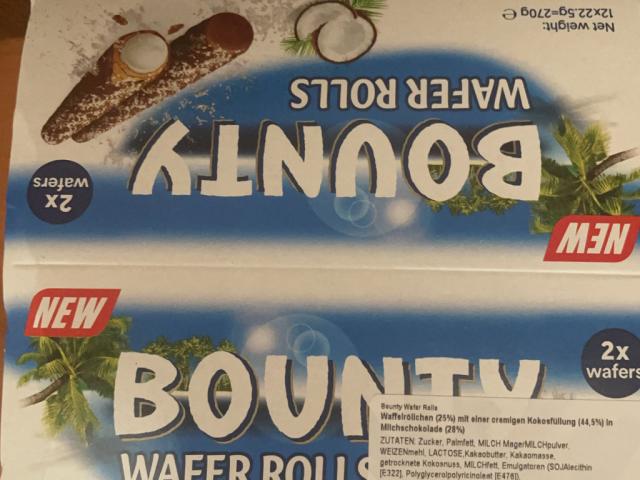 Net weight:
12x22.5g=270g ℮
WAFER ROLLS
BOUNTY
2x
wafers
NEW
NEW
BOUNTY
WAFER ROLLS
2x
wafers
Bounty Wafer Rolls
Waffelröllchen (25%) mit einer cremigen Kokosfüllung (44,5%) in
Milchschokolade (28%)
ZUTATEN: Zucker, Palmfett, MILCH MagerMILCHpulver,
WEIZENmehl, LACTOSE, Kakaobutter, Kakaomasse,
getrocknete Kokosnuss, MILCHfett, Emulgatoren (SOJAlecithin
[E322], Polyglycerolpolyricinoleat [E476]),